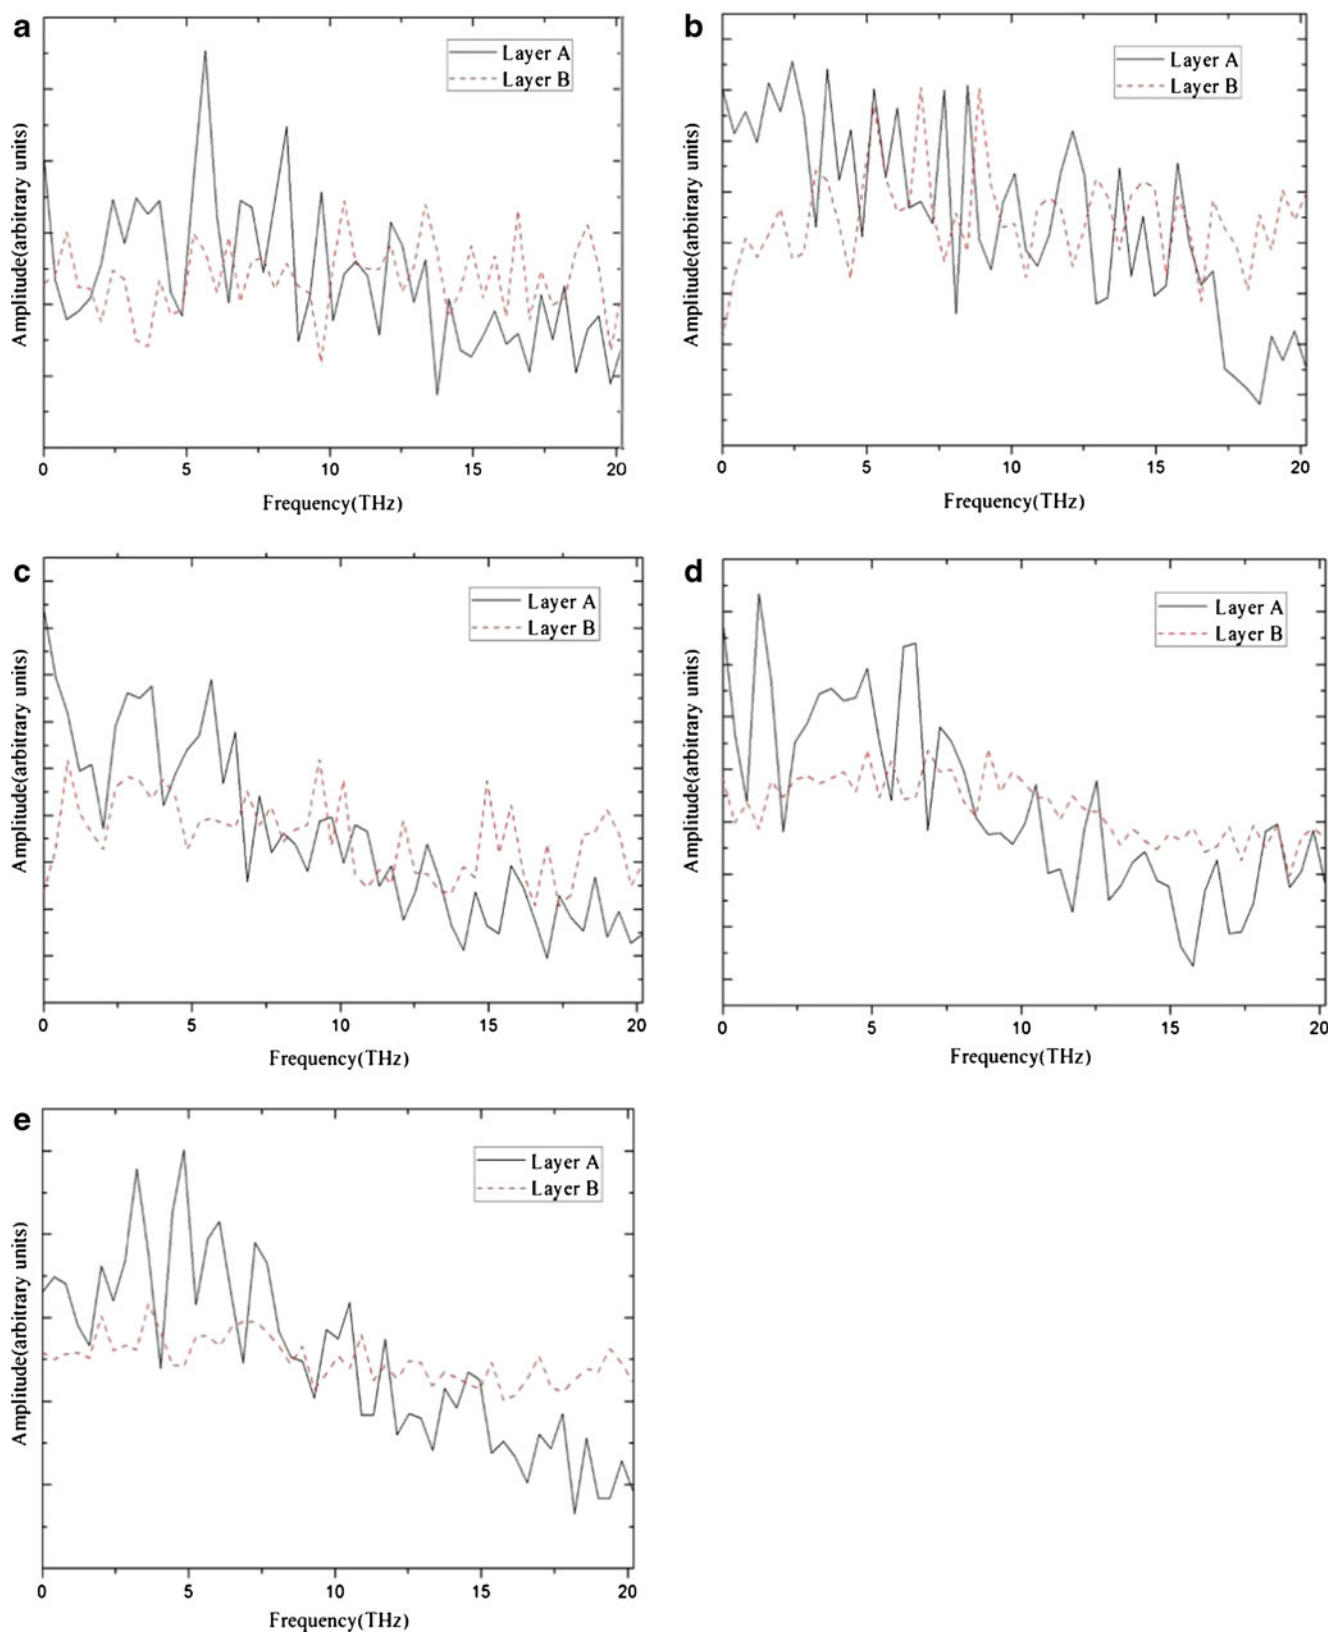 a
Layer A
Layer B
Amplitude(arbitrary units)
0 5 10 15 20
Frequency(THz)
b
Layer A
Layer B
Amplitude(arbitrary units)
0 5 10 15 20
Frequency(THz)
c
Layer A
Layer B
Amplitude(arbitrary units)
0 5 10 15 20
Frequency(THz)
d
Layer A
Layer B
Amplitude(arbitrary units)
0 5 10 15 20
Frequency(THz)
e
Layer A
Layer B
Amplitude(arbitrary units)
0 5 10 15 20
Frequency(THz)